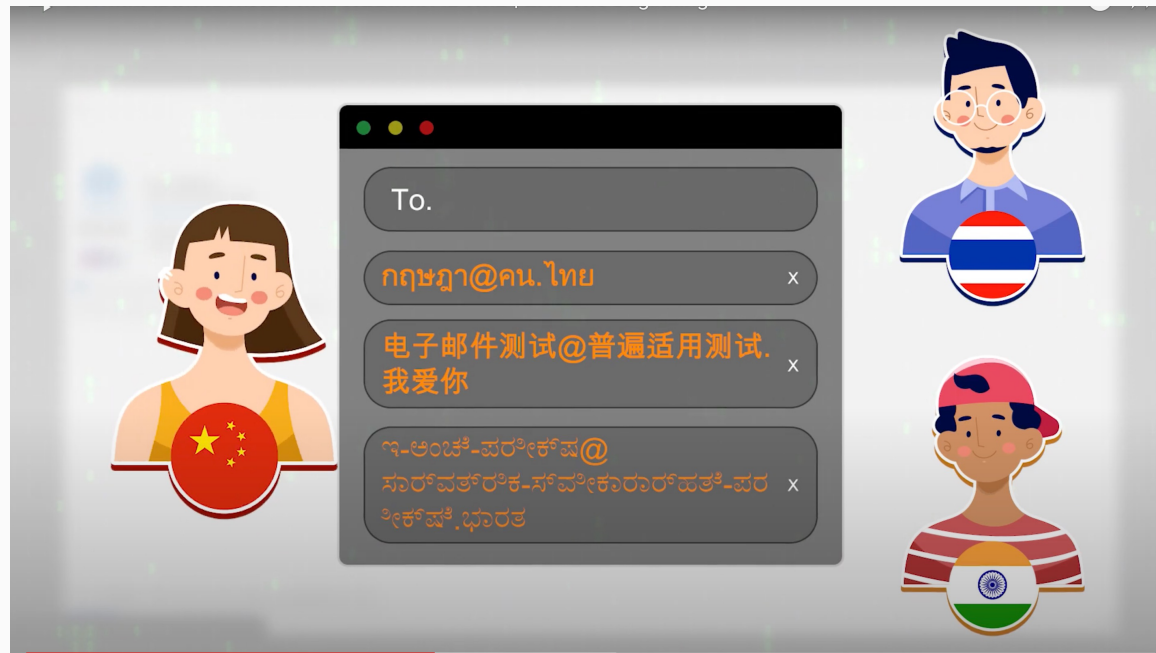 To.
กฤษฎา@คน.ไทย x
电子邮件测试@普遍适用测试.
我爱你 x
ಇ-ಅಂಚೆ-ಪರೀಕ್ಷ@
ಸಾರ್ವತ್ರಿಕ-ಸ್ವೀಕಾರಾರ್ಹತೆ-ಪರ x
ೀಕ್ಷೆ.ಭಾರತ